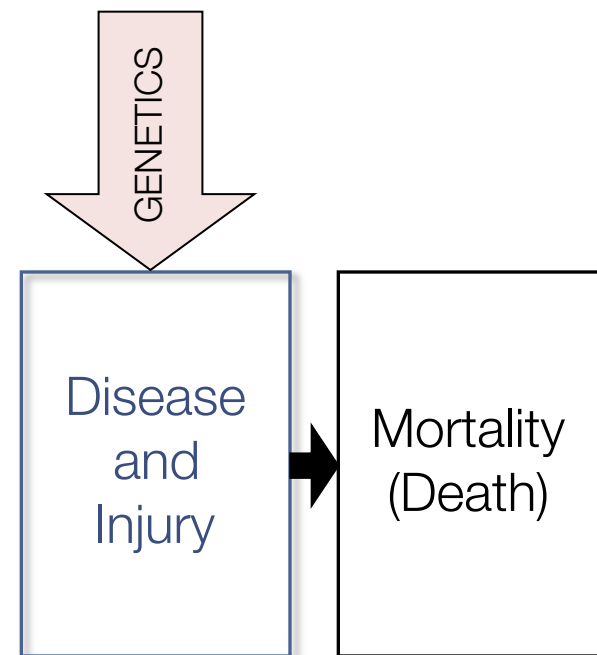 GENETICS
Disease
and
Injury
Mortality
(Death)